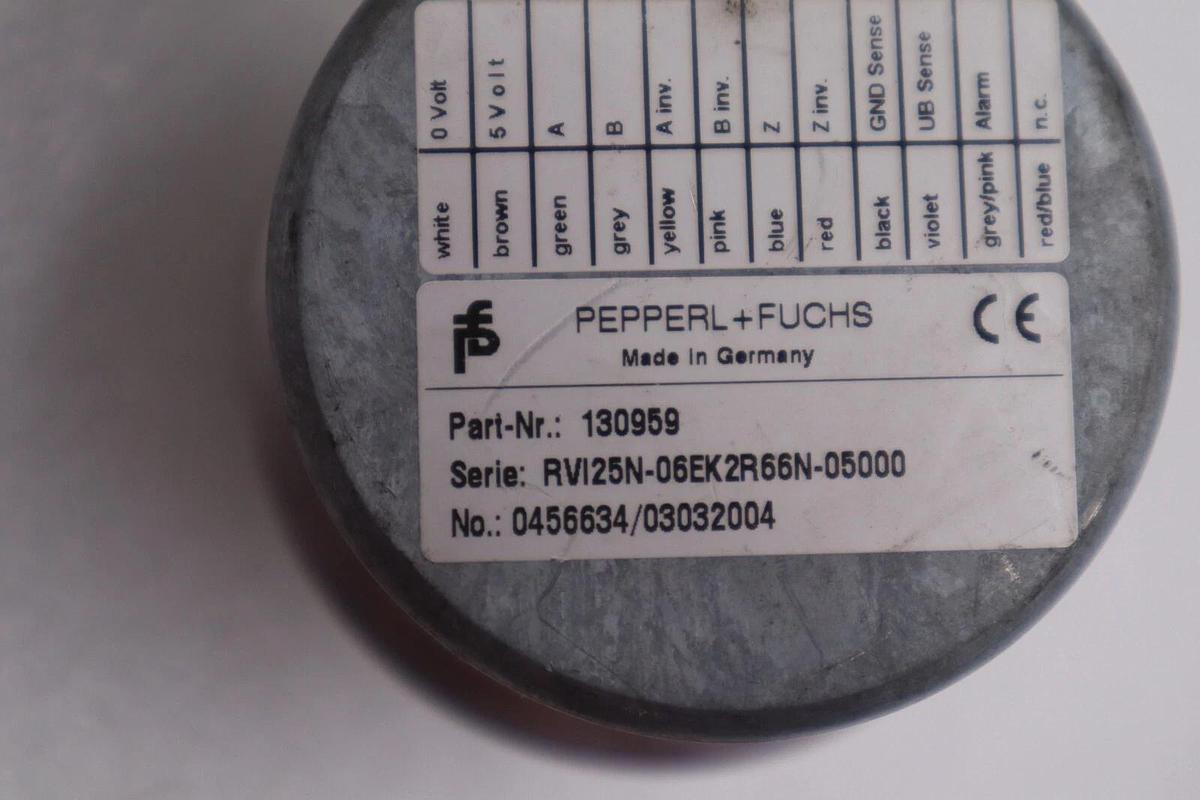 0 Volt 5 Volt A B A inv. B inv. Z Z inv. GND Sense UB Sense Alarm n.c.
white brown green grey yellow pink blue red black violet grey/pink red/blue
PEPPERL+FUCHS CE
Made in Germany
Part-Nr.: 130959
Serie: RVI25N-06EK2R66N-05000
No.: 0456634/03032004